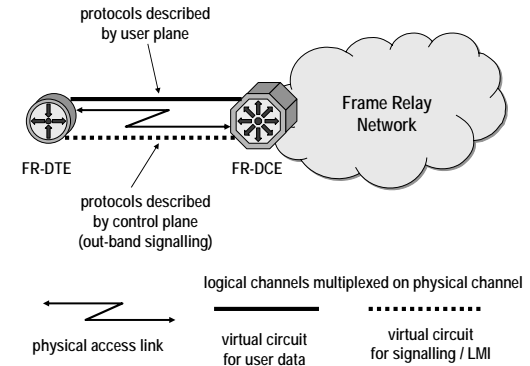 protocols described
by user plane
Frame Relay
Network
FR-DTE
FR-DCE
protocols described
by control plane
(out-band signalling)
logical channels multiplexed on physical channel
physical access link
virtual circuit
for user data
virtual circuit
for signalling / LMI